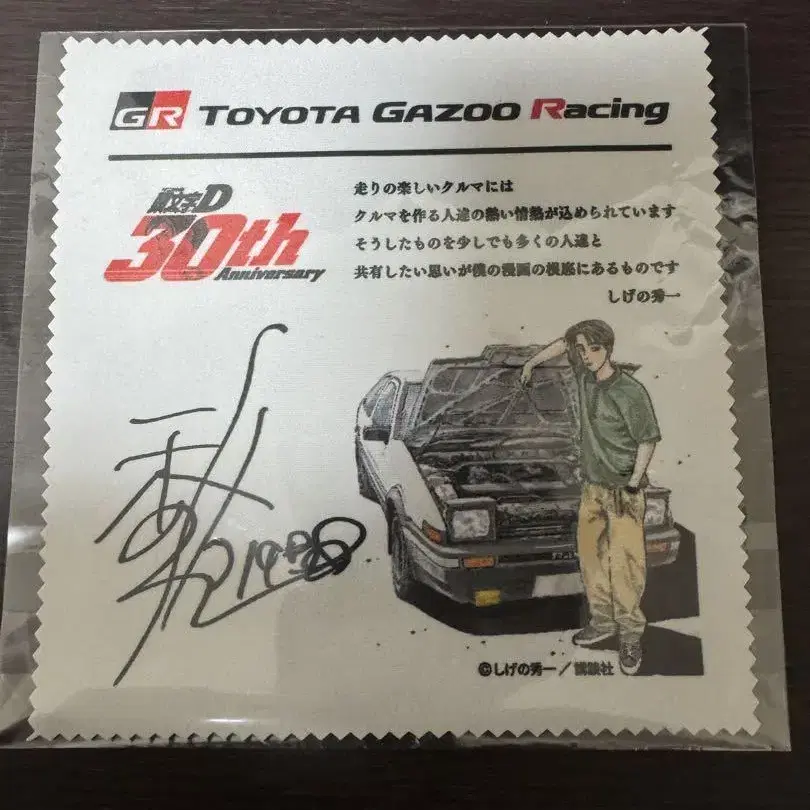 GR TOYOTA GAZOO Racing
頭文字D
30th
Anniversary
走りの楽しいクルマには
クルマを作る人達の熱い情熱が込められています
そうしたものを少しでも多くの人達と
共有したい思いが僕の漫画の根底にあるものです
しげの秀一
©しげの秀一／講談社